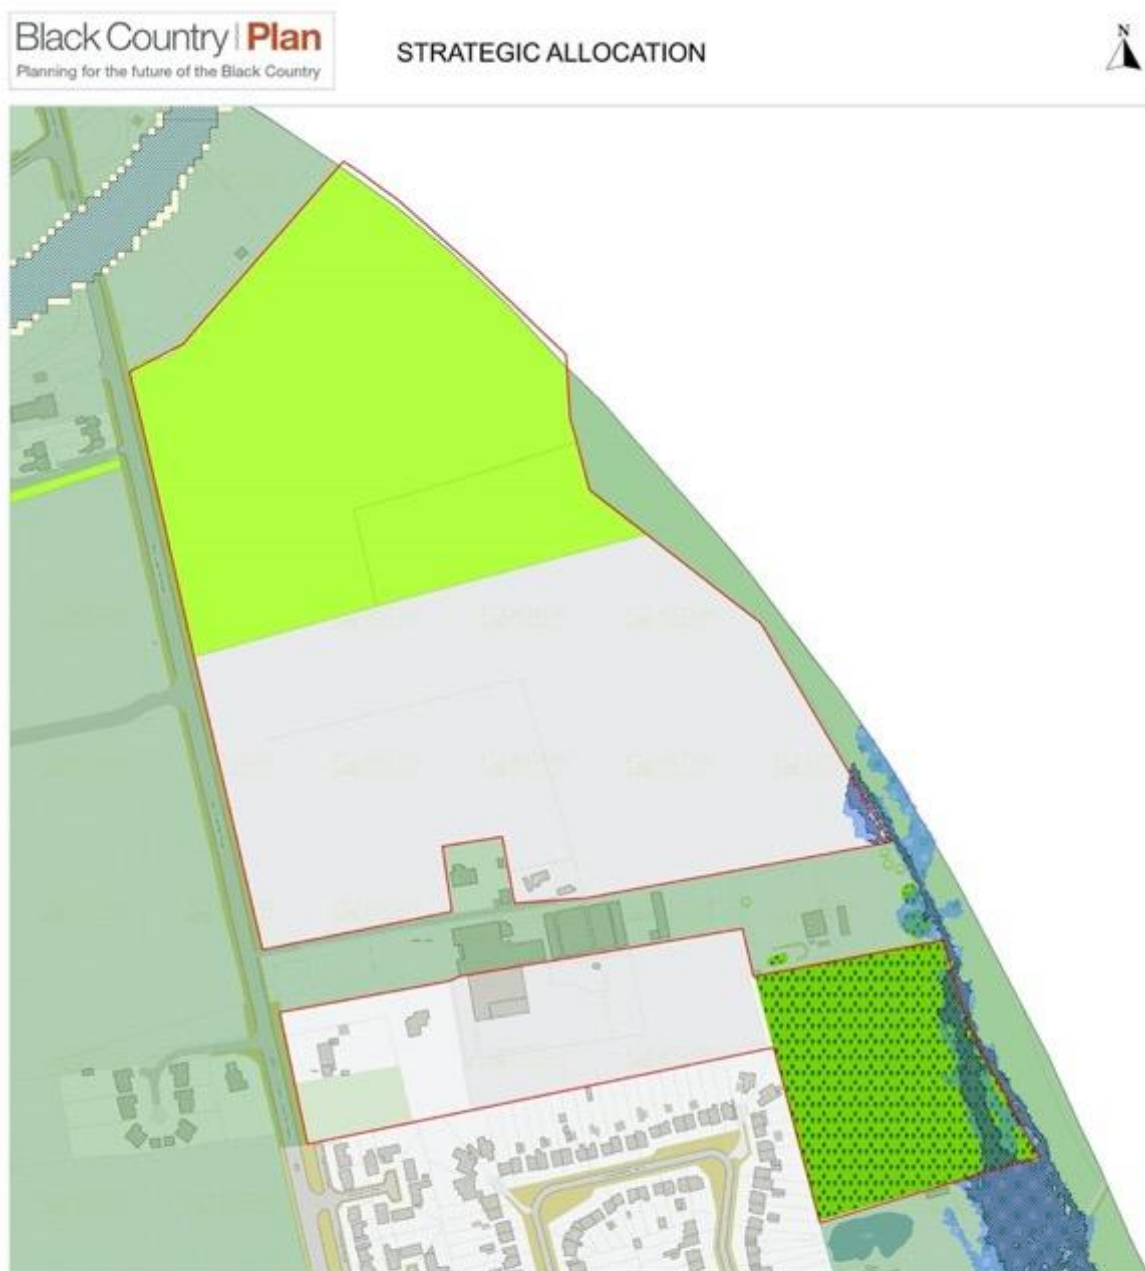 Black Country | Plan
Planning for the future of the Black Country
STRATEGIC ALLOCATION
N